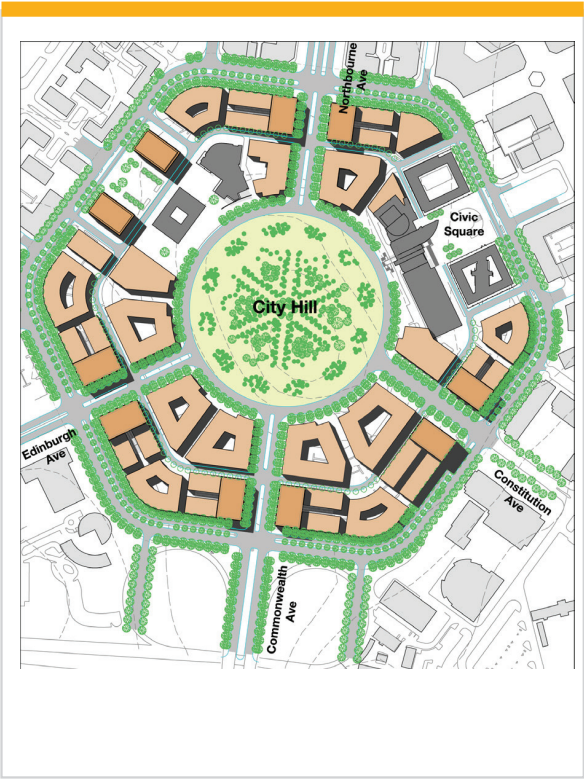 Northbourne
Ave
Civic
Square
City Hill
Edinburgh
Ave
Constitution
Ave
Commonwealth
Ave